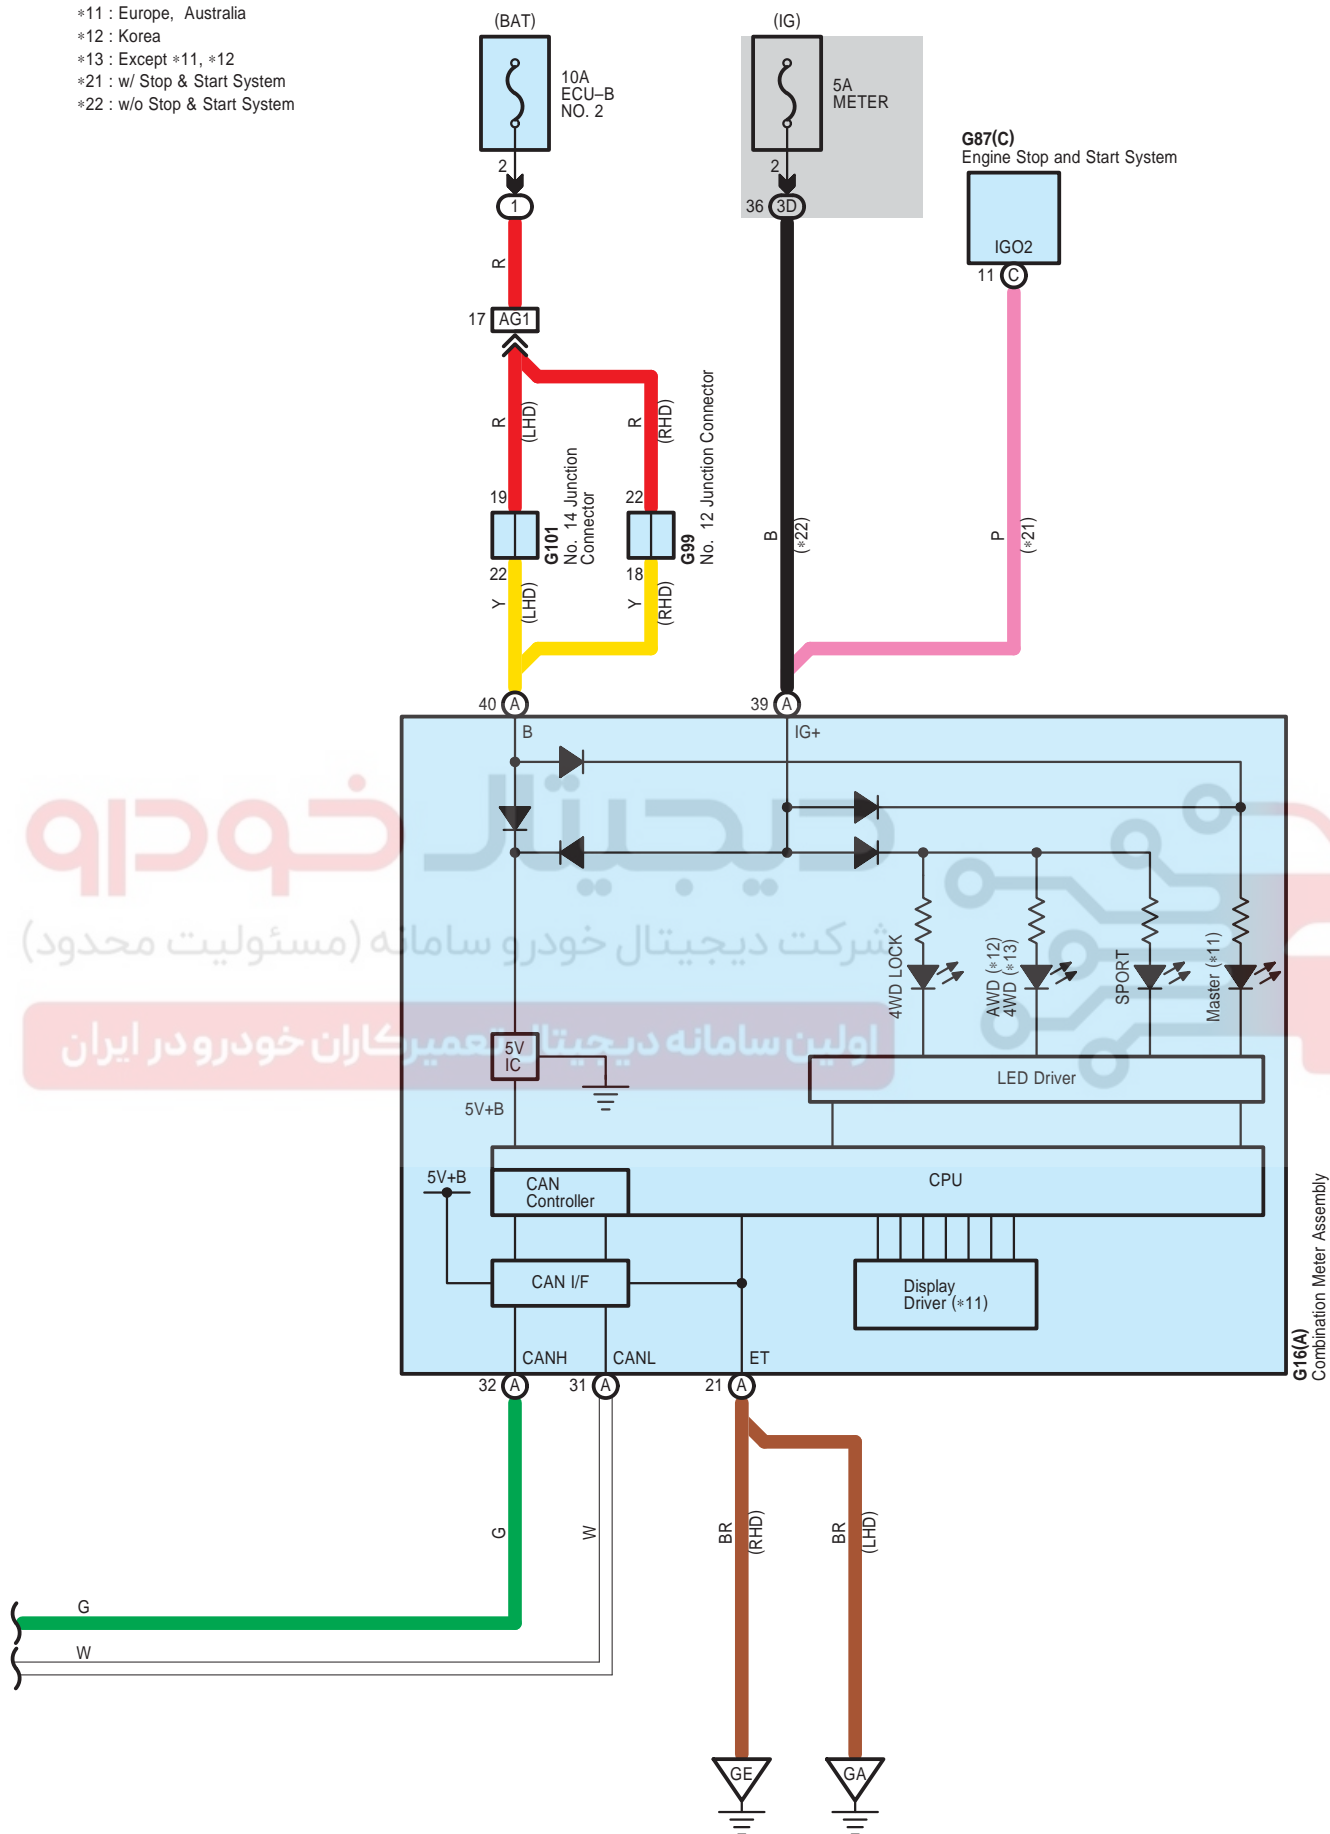 *11 : Europe, Australia
*12 : Korea
*13 : Except *11, *12
*21 : w/ Stop & Start System
*22 : w/o Stop & Start System
(BAT)
10A
ECU–B
NO. 2
2
1
(IG)
5A
METER
2
36 3D
G87(C)
Engine Stop and Start System
IGO2
11 C
R
17 AG1
R
(LHD)
R
(RHD)
19
22
G101
No. 14 Junction
Connector
G99
No. 12 Junction Connector
22
18
Y
(LHD)
Y
(RHD)
B
(*22)
P
(*21)
40 A
39 A
B
IG+
دیجیتال خودرو
شرکت دیجیتال خودرو سامانه (مسئولیت محدود)
اولین سامانه دیجیتال تعمیرکاران خودرو در ایران
4WD LOCK
AWD (*12)
4WD (*13)
SPORT
Master (*11)
5V
IC
5V+B
LED Driver
5V+B
CAN
Controller
CPU
CAN I/F
Display
Driver (*11)
CANH
CANL
ET
G16(A)
Combination Meter Assembly
32 A
31 A
21 A
G
W
BR
(RHD)
BR
(LHD)
G
W
GE
GA